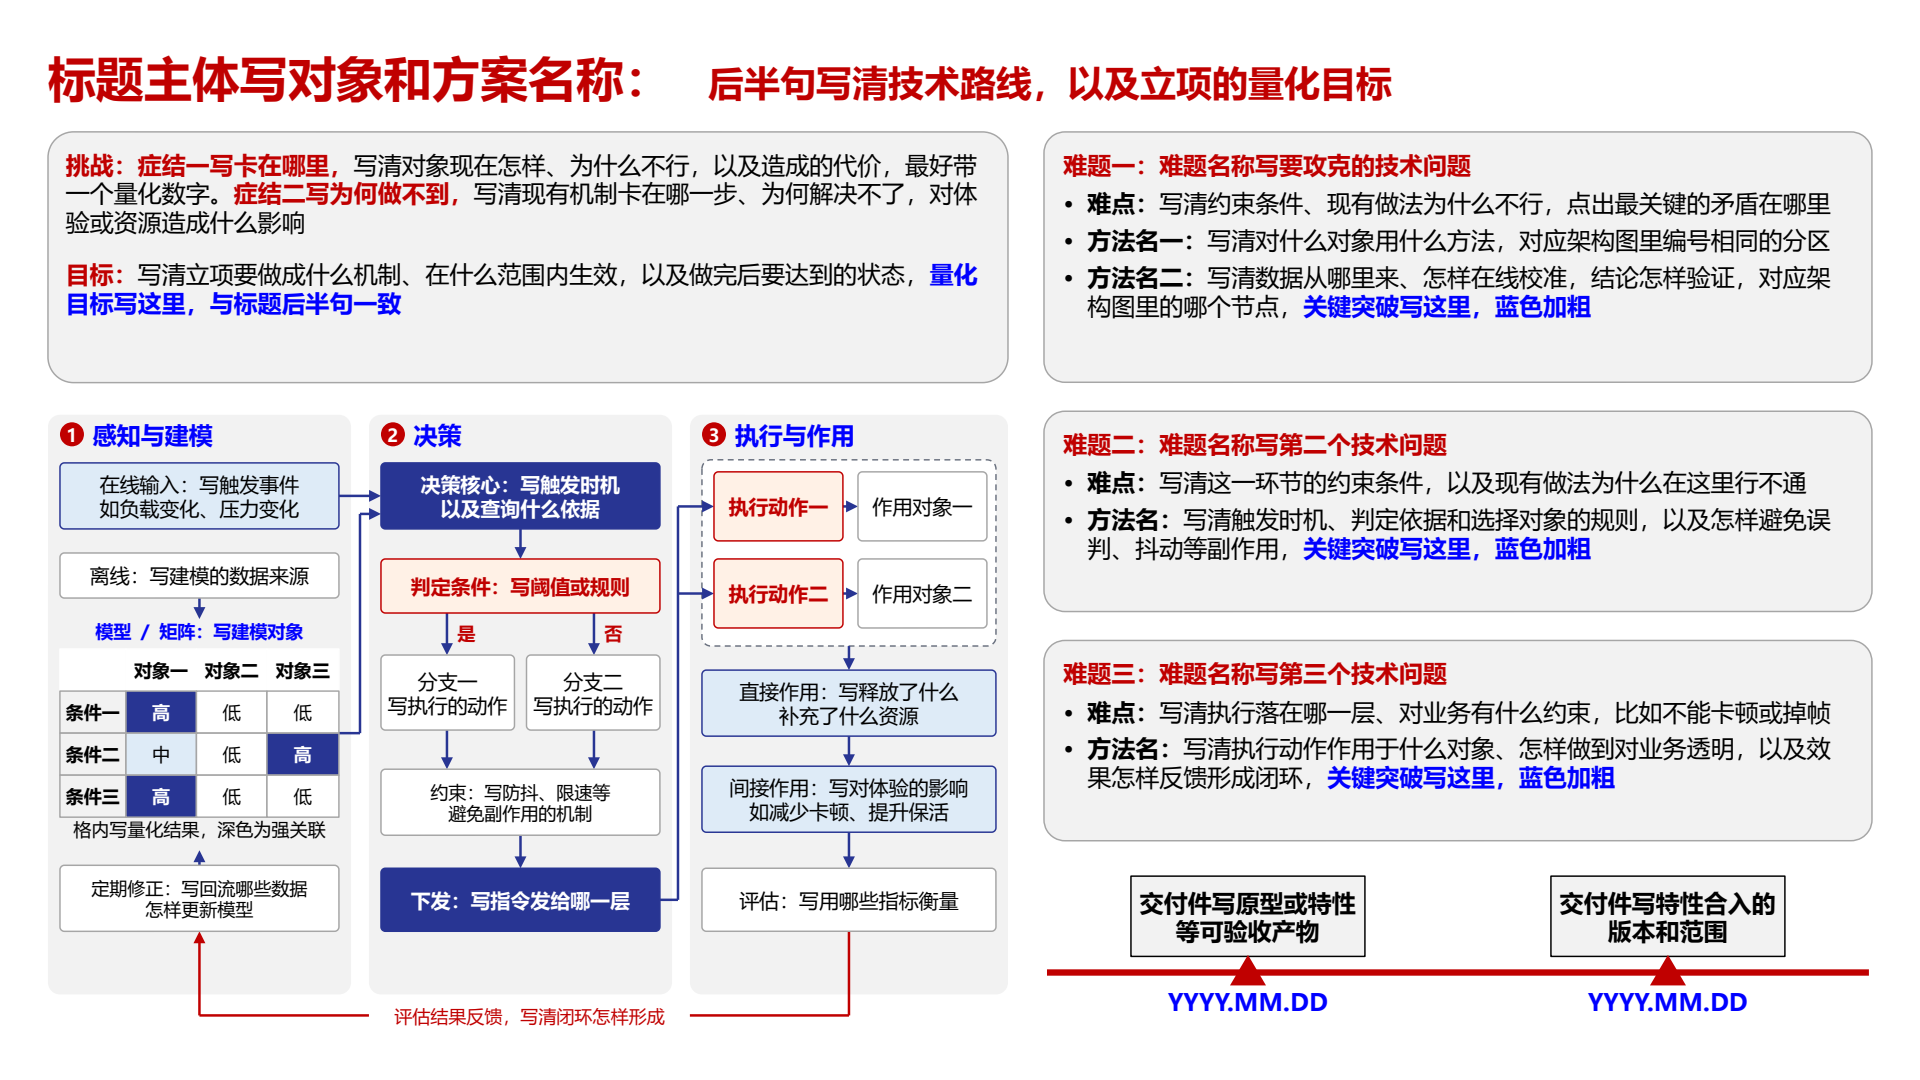 标题主体写对象和方案名称： 后半句写清技术路线，以及立项的量化目标
挑战：症结一写卡在哪里，写清对象现在怎样、为什么不行，以及造成的代价，最好带
一个量化数字。症结二写为何做不到，写清现有机制卡在哪一步、为何解决不了，对体
验或资源造成什么影响
目标：写清立项要做成什么机制、在什么范围内生效，以及做完后要达到的状态，量化
目标写这里，与标题后半句一致
1 感知与建模
在线输入：写触发事件
如负载变化、压力变化
离线：写建模的数据来源
模型 / 矩阵：写建模对象
对象一 对象二 对象三
条件一 高 低 低
条件二 中 低 高
条件三 高 低 低
格内写量化结果，深色为强关联
定期修正：写回流哪些数据
怎样更新模型
2 决策
决策核心：写触发时机
以及查询什么依据
判定条件：写阈值或规则
是 否
分支一
写执行的动作
分支二
写执行的动作
约束：写防抖、限速等
避免副作用的机制
下发：写指令发给哪一层
3 执行与作用
执行动作一 作用对象一
执行动作二 作用对象二
直接作用：写释放了什么
补充了什么资源
间接作用：写对体验的影响
如减少卡顿、提升保活
评估：写用哪些指标衡量
评估结果反馈，写清闭环怎样形成
难题一：难题名称写要攻克的技术问题
• 难点：写清约束条件、现有做法为什么不行，点出最关键的矛盾在哪里
• 方法名一：写清对什么对象用什么方法，对应架构图里编号相同的分区
• 方法名二：写清数据从哪里来、怎样在线校准，结论怎样验证，对应架
构图里的哪个节点，关键突破写这里，蓝色加粗
难题二：难题名称写第二个技术问题
• 难点：写清这一环节的约束条件，以及现有做法为什么在这里行不通
• 方法名：写清触发时机、判定依据和选择对象的规则，以及怎样避免误
判、抖动等副作用，关键突破写这里，蓝色加粗
难题三：难题名称写第三个技术问题
• 难点：写清执行落在哪一层、对业务有什么约束，比如不能卡顿或掉帧
• 方法名：写清执行动作作用于什么对象、怎样做到对业务透明，以及效
果怎样反馈形成闭环，关键突破写这里，蓝色加粗
交付件写原型或特性
等可验收产物
YYYY.MM.DD
交付件写特性合入的
版本和范围
YYYY.MM.DD